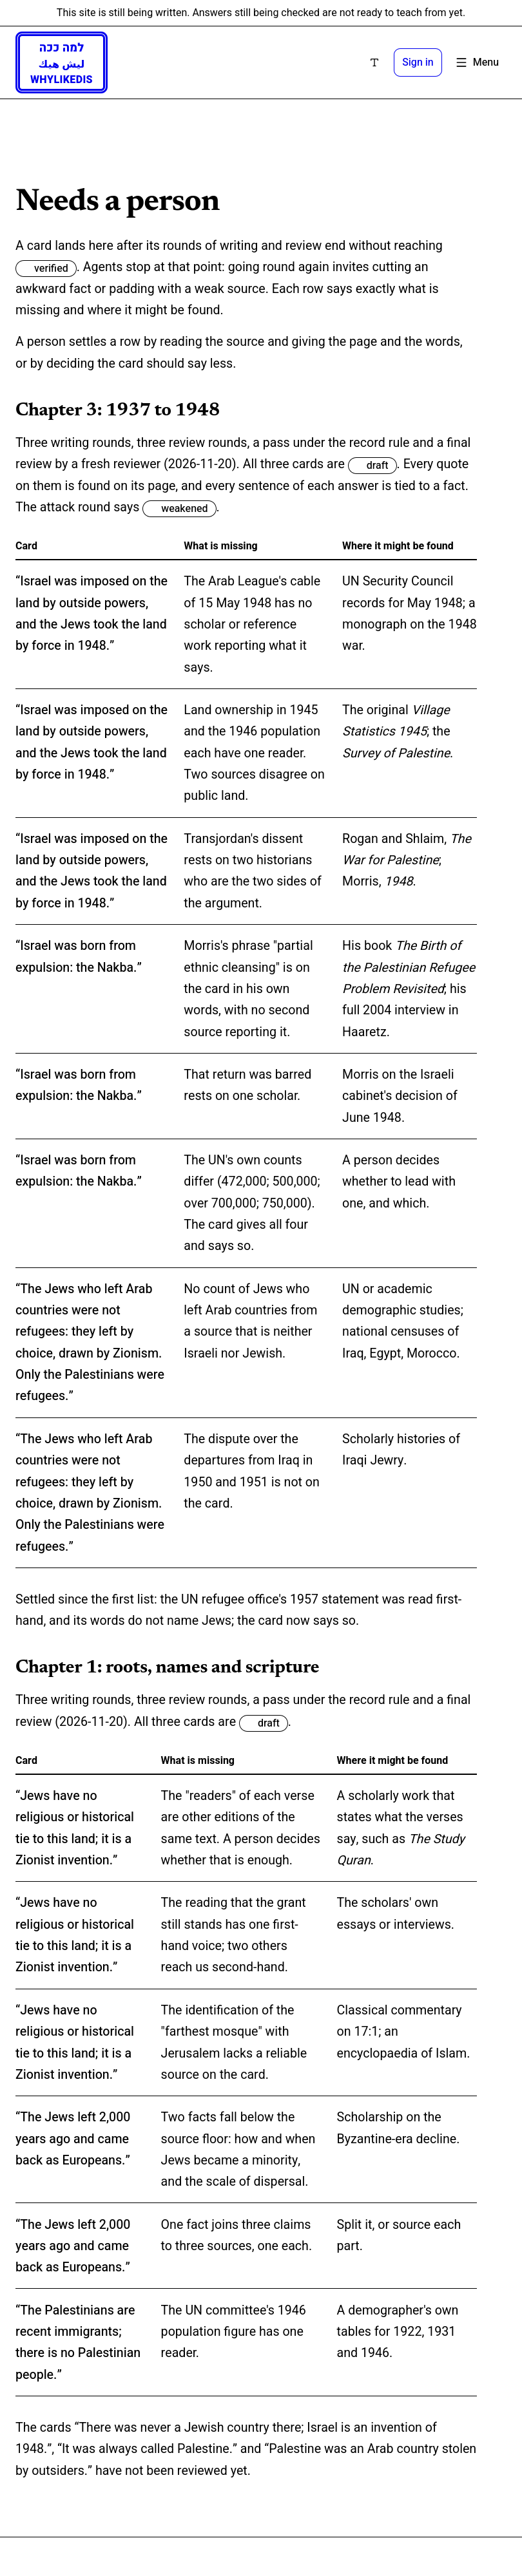 This site is still being written. Answers still being checked are not ready to teach from yet.
למה ככה
ليش هيك
WHYLIKEDIS
T
Sign in
Menu
Needs a person
A card lands here after its rounds of writing and review end without reaching
verified. Agents stop at that point: going round again invites cutting an
awkward fact or padding with a weak source. Each row says exactly what is
missing and where it might be found.
A person settles a row by reading the source and giving the page and the words,
or by deciding the card should say less.
Chapter 3: 1937 to 1948
Three writing rounds, three review rounds, a pass under the record rule and a final
review by a fresh reviewer (2026-11-20). All three cards are draft. Every quote
on them is found on its page, and every sentence of each answer is tied to a fact.
The attack round says weakened.
Card What is missing Where it might be found
“Israel was imposed on the The Arab League's cable UN Security Council
land by outside powers, of 15 May 1948 has no records for May 1948; a
and the Jews took the land scholar or reference monograph on the 1948
by force in 1948.” work reporting what it war.
says.
“Israel was imposed on the Land ownership in 1945 The original Village
land by outside powers, and the 1946 population Statistics 1945; the
and the Jews took the land each have one reader. Survey of Palestine.
by force in 1948.” Two sources disagree on
public land.
“Israel was imposed on the Transjordan's dissent Rogan and Shlaim, The
land by outside powers, rests on two historians War for Palestine;
and the Jews took the land who are the two sides of Morris, 1948.
by force in 1948.” the argument.
“Israel was born from Morris's phrase "partial His book The Birth of
expulsion: the Nakba.” ethnic cleansing" is on the Palestinian Refugee
the card in his own Problem Revisited; his
words, with no second full 2004 interview in
source reporting it. Haaretz.
“Israel was born from That return was barred Morris on the Israeli
expulsion: the Nakba.” rests on one scholar. cabinet's decision of
June 1948.
“Israel was born from The UN's own counts A person decides
expulsion: the Nakba.” differ (472,000; 500,000; whether to lead with
over 700,000; 750,000). one, and which.
The card gives all four
and says so.
“The Jews who left Arab No count of Jews who UN or academic
countries were not left Arab countries from demographic studies;
refugees: they left by a source that is neither national censuses of
choice, drawn by Zionism. Israeli nor Jewish. Iraq, Egypt, Morocco.
Only the Palestinians were
refugees.”
“The Jews who left Arab The dispute over the Scholarly histories of
countries were not departures from Iraq in Iraqi Jewry.
refugees: they left by 1950 and 1951 is not on
choice, drawn by Zionism. the card.
Only the Palestinians were
refugees.”
Settled since the first list: the UN refugee office's 1957 statement was read first-
hand, and its words do not name Jews; the card now says so.
Chapter 1: roots, names and scripture
Three writing rounds, three review rounds, a pass under the record rule and a final
review (2026-11-20). All three cards are draft.
Card What is missing Where it might be found
“Jews have no The "readers" of each verse A scholarly work that
religious or historical are other editions of the states what the verses
tie to this land; it is a same text. A person decides say, such as The Study
Zionist invention.” whether that is enough. Quran.
“Jews have no The reading that the grant The scholars' own
religious or historical still stands has one first- essays or interviews.
tie to this land; it is a hand voice; two others
Zionist invention.” reach us second-hand.
“Jews have no The identification of the Classical commentary
religious or historical "farthest mosque" with on 17:1; an
tie to this land; it is a Jerusalem lacks a reliable encyclopaedia of Islam.
Zionist invention.” source on the card.
“The Jews left 2,000 Two facts fall below the Scholarship on the
years ago and came source floor: how and when Byzantine-era decline.
back as Europeans.” Jews became a minority,
and the scale of dispersal.
“The Jews left 2,000 One fact joins three claims Split it, or source each
years ago and came to three sources, one each. part.
back as Europeans.”
“The Palestinians are The UN committee's 1946 A demographer's own
recent immigrants; population figure has one tables for 1922, 1931
there is no Palestinian reader. and 1946.
people.”
The cards “There was never a Jewish country there; Israel is an invention of
1948.”, “It was always called Palestine.” and “Palestine was an Arab country stolen
by outsiders.” have not been reviewed yet.